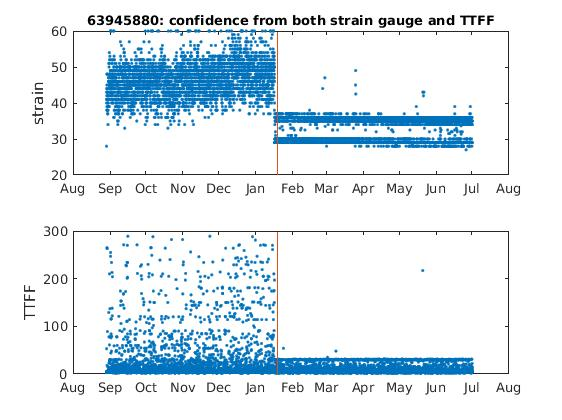 63945880: confidence from both strain gauge and TTFF
60
50
40
30
20
strain
Aug Sep Oct Nov Dec Jan Feb Mar Apr May Jun Jul Aug
300
200
100
0
TTFF
Aug Sep Oct Nov Dec Jan Feb Mar Apr May Jun Jul Aug